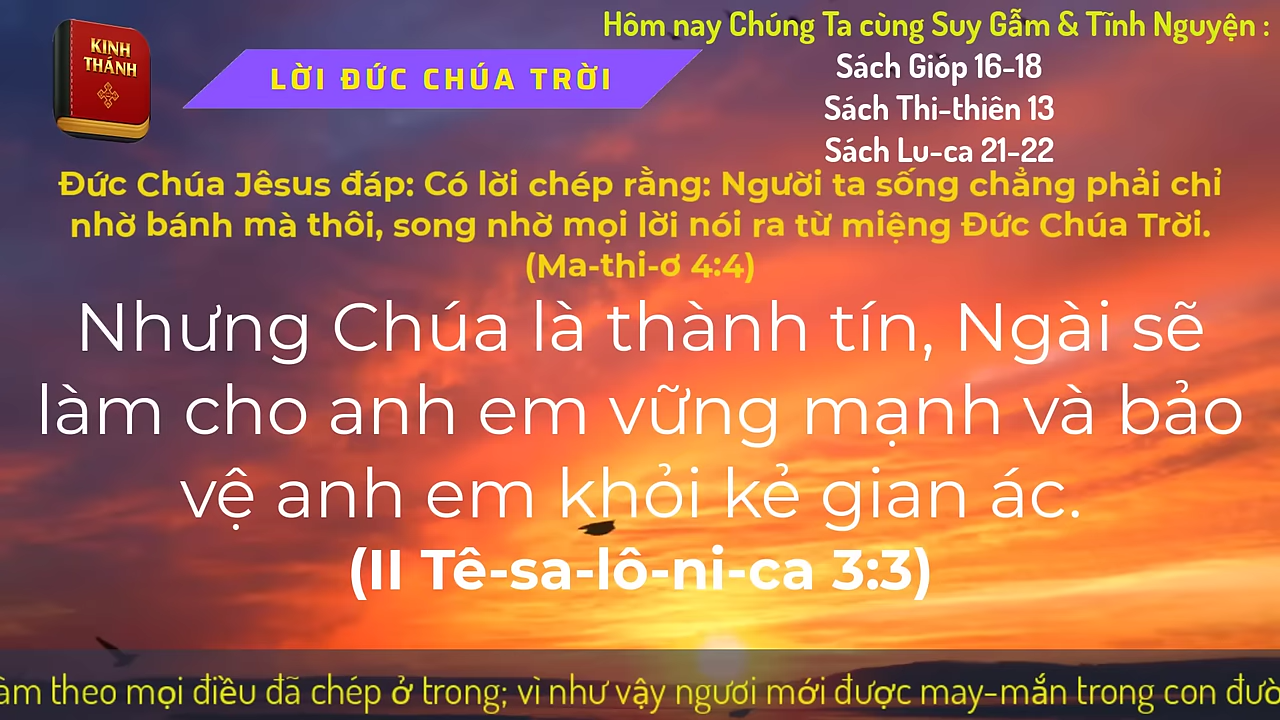 KINH
THÁNH
LỜI ĐỨC CHÚA TRỜI
Hôm nay Chúng Ta cùng Suy Gẫm & Tĩnh Nguyện :
Sách Gióp 16-18
Sách Thi-thiên 13
Sách Lu-ca 21-22
Đức Chúa Jêsus đáp: Có lời chép rằng: Người ta sống chẳng phải chỉ
nhờ bánh mà thôi, song nhờ mọi lời nói ra từ miệng Đức Chúa Trời.
(Ma-thi-ơ 4:4)
Nhưng Chúa là thành tín, Ngài sẽ
làm cho anh em vững mạnh và bảo
vệ anh em khỏi kẻ gian ác.
(II Tê-sa-lô-ni-ca 3:3)
theo mọi điều đã chép ở trong; vì như vậy ngươi mới được may-mắn trong con